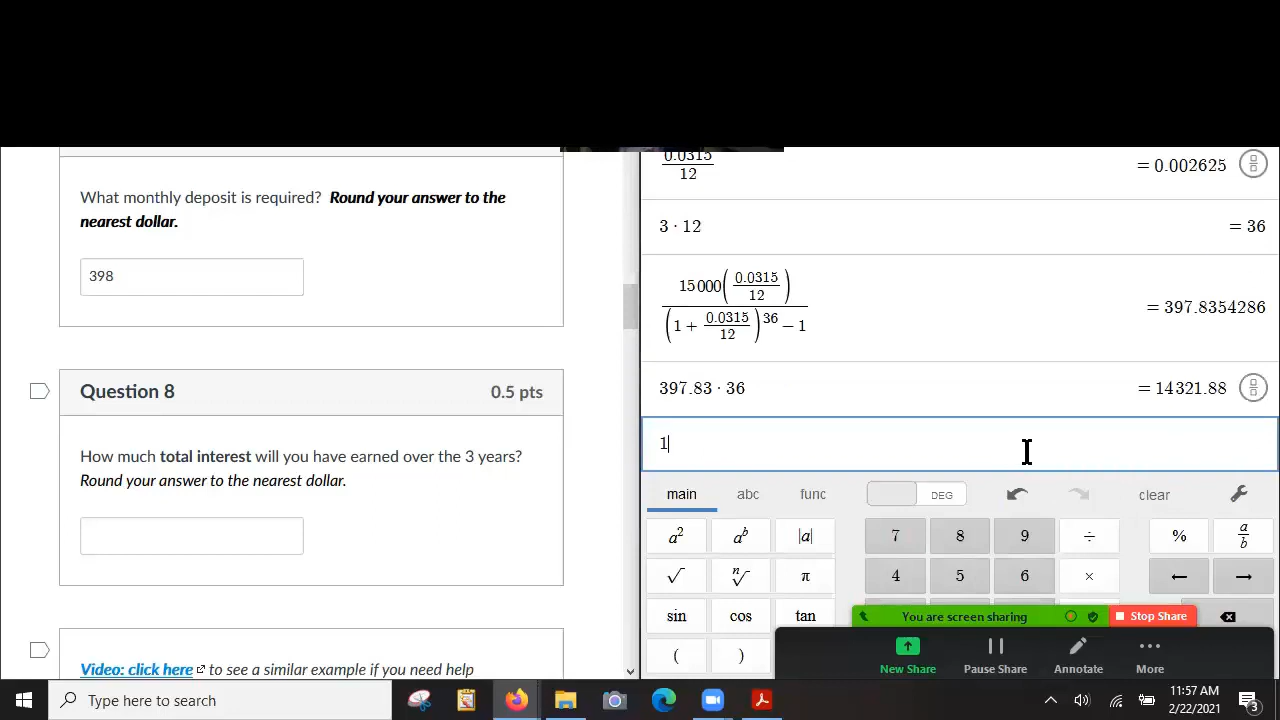 What monthly deposit is required? Round your answer to the
nearest dollar.
398
Question 8 0.5 pts
How much total interest will you have earned over the 3 years?
Round your answer to the nearest dollar.
Video: click here to see a similar example if you need help
0.0315
12
= 0.002625
3 · 12 = 36
15000(0.0315/12)
(1 + 0.0315/12)^36 − 1
= 397.8354286
397.83 · 36 = 14321.88
1
main abc func DEG clear
a² aᵇ |a| 7 8 9 ÷ % a/b
√ ⁿ√ π 4 5 6 × ← →
sin cos tan
You are screen sharing Stop Share
( )
New Share Pause Share Annotate More
Type here to search
11:57 AM
2/22/2021
3